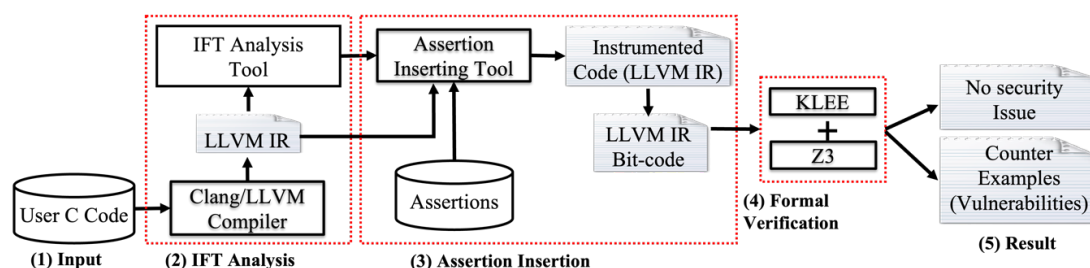 IFT Analysis
Tool
Assertion
Inserting Tool
Instrumented
Code (LLVM IR)
KLEE
+
Z3
No security
Issue
LLVM IR
LLVM IR
Bit-code
Counter
Examples
(Vulnerabilities)
User C Code
Clang/LLVM
Compiler
Assertions
(4) Formal
Verification
(1) Input
(2) IFT Analysis
(3) Assertion Insertion
(5) Result